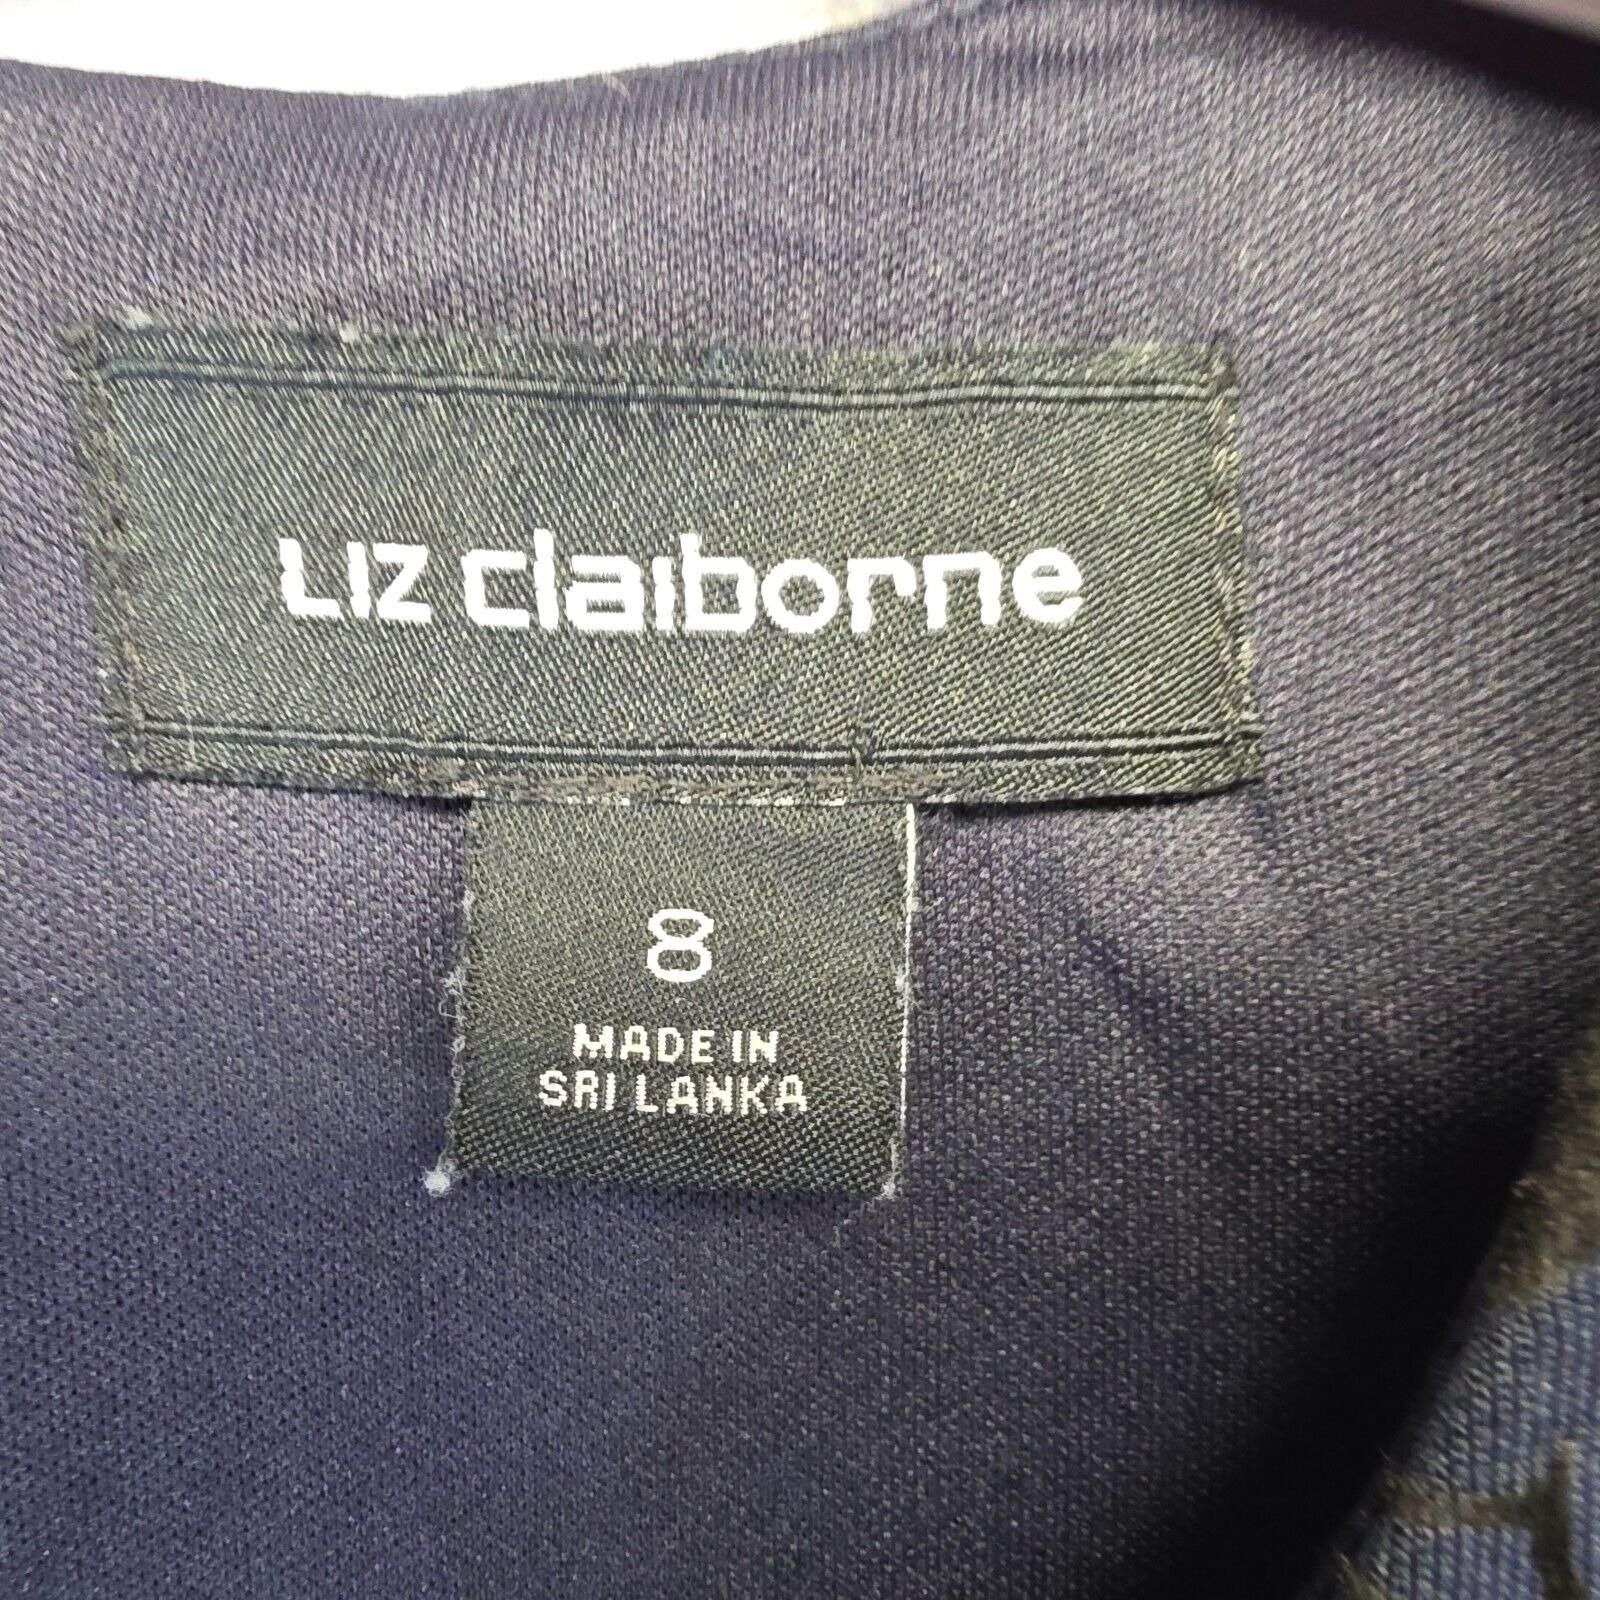 LIZ claiborne
8
MADE IN
SRI LANKA